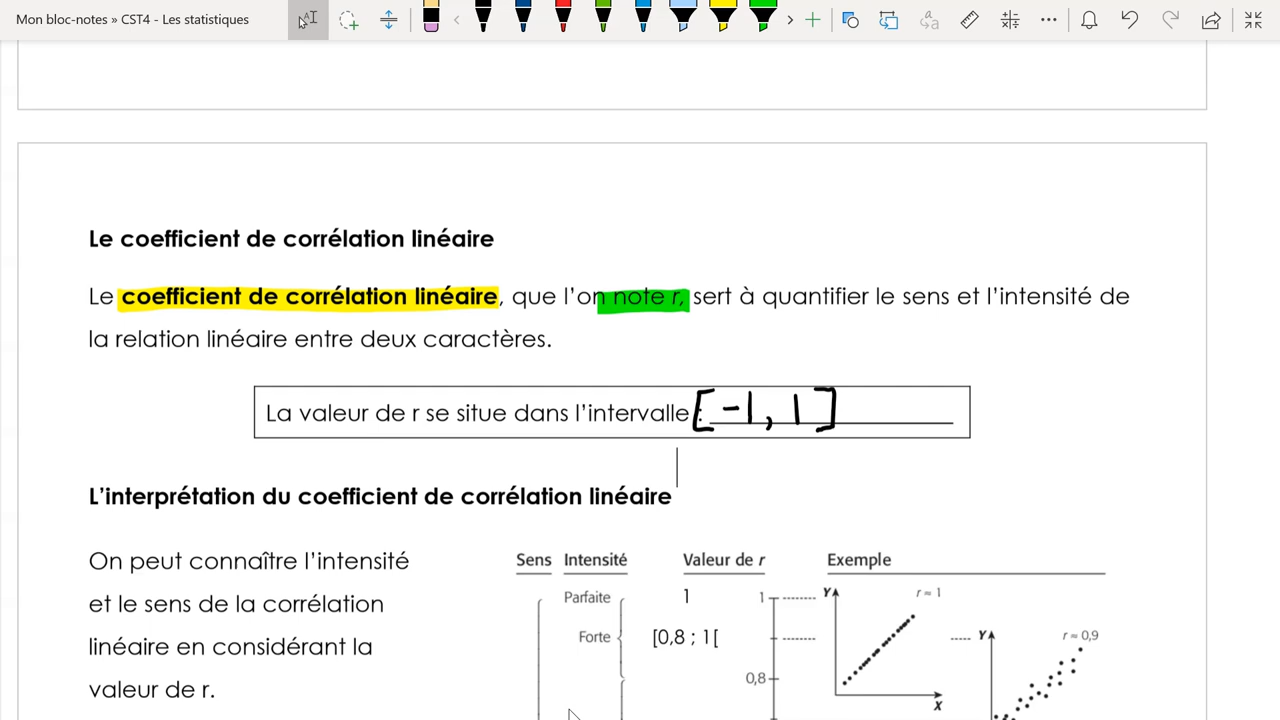 Mon bloc-notes » CST4 - Les statistiques
Le coefficient de corrélation linéaire
Le coefficient de corrélation linéaire, que l'on note r, sert à quantifier le sens et l'intensité de
la relation linéaire entre deux caractères.
La valeur de r se situe dans l'intervalle : [-1, 1]
L'interprétation du coefficient de corrélation linéaire
On peut connaître l'intensité
et le sens de la corrélation
linéaire en considérant la
valeur de r.
Sens Intensité Valeur de r Exemple
Parfaite 1 1 Y r ≈ 1
Forte [0,8 ; 1[ Y r ≈ 0,9
0,8
X